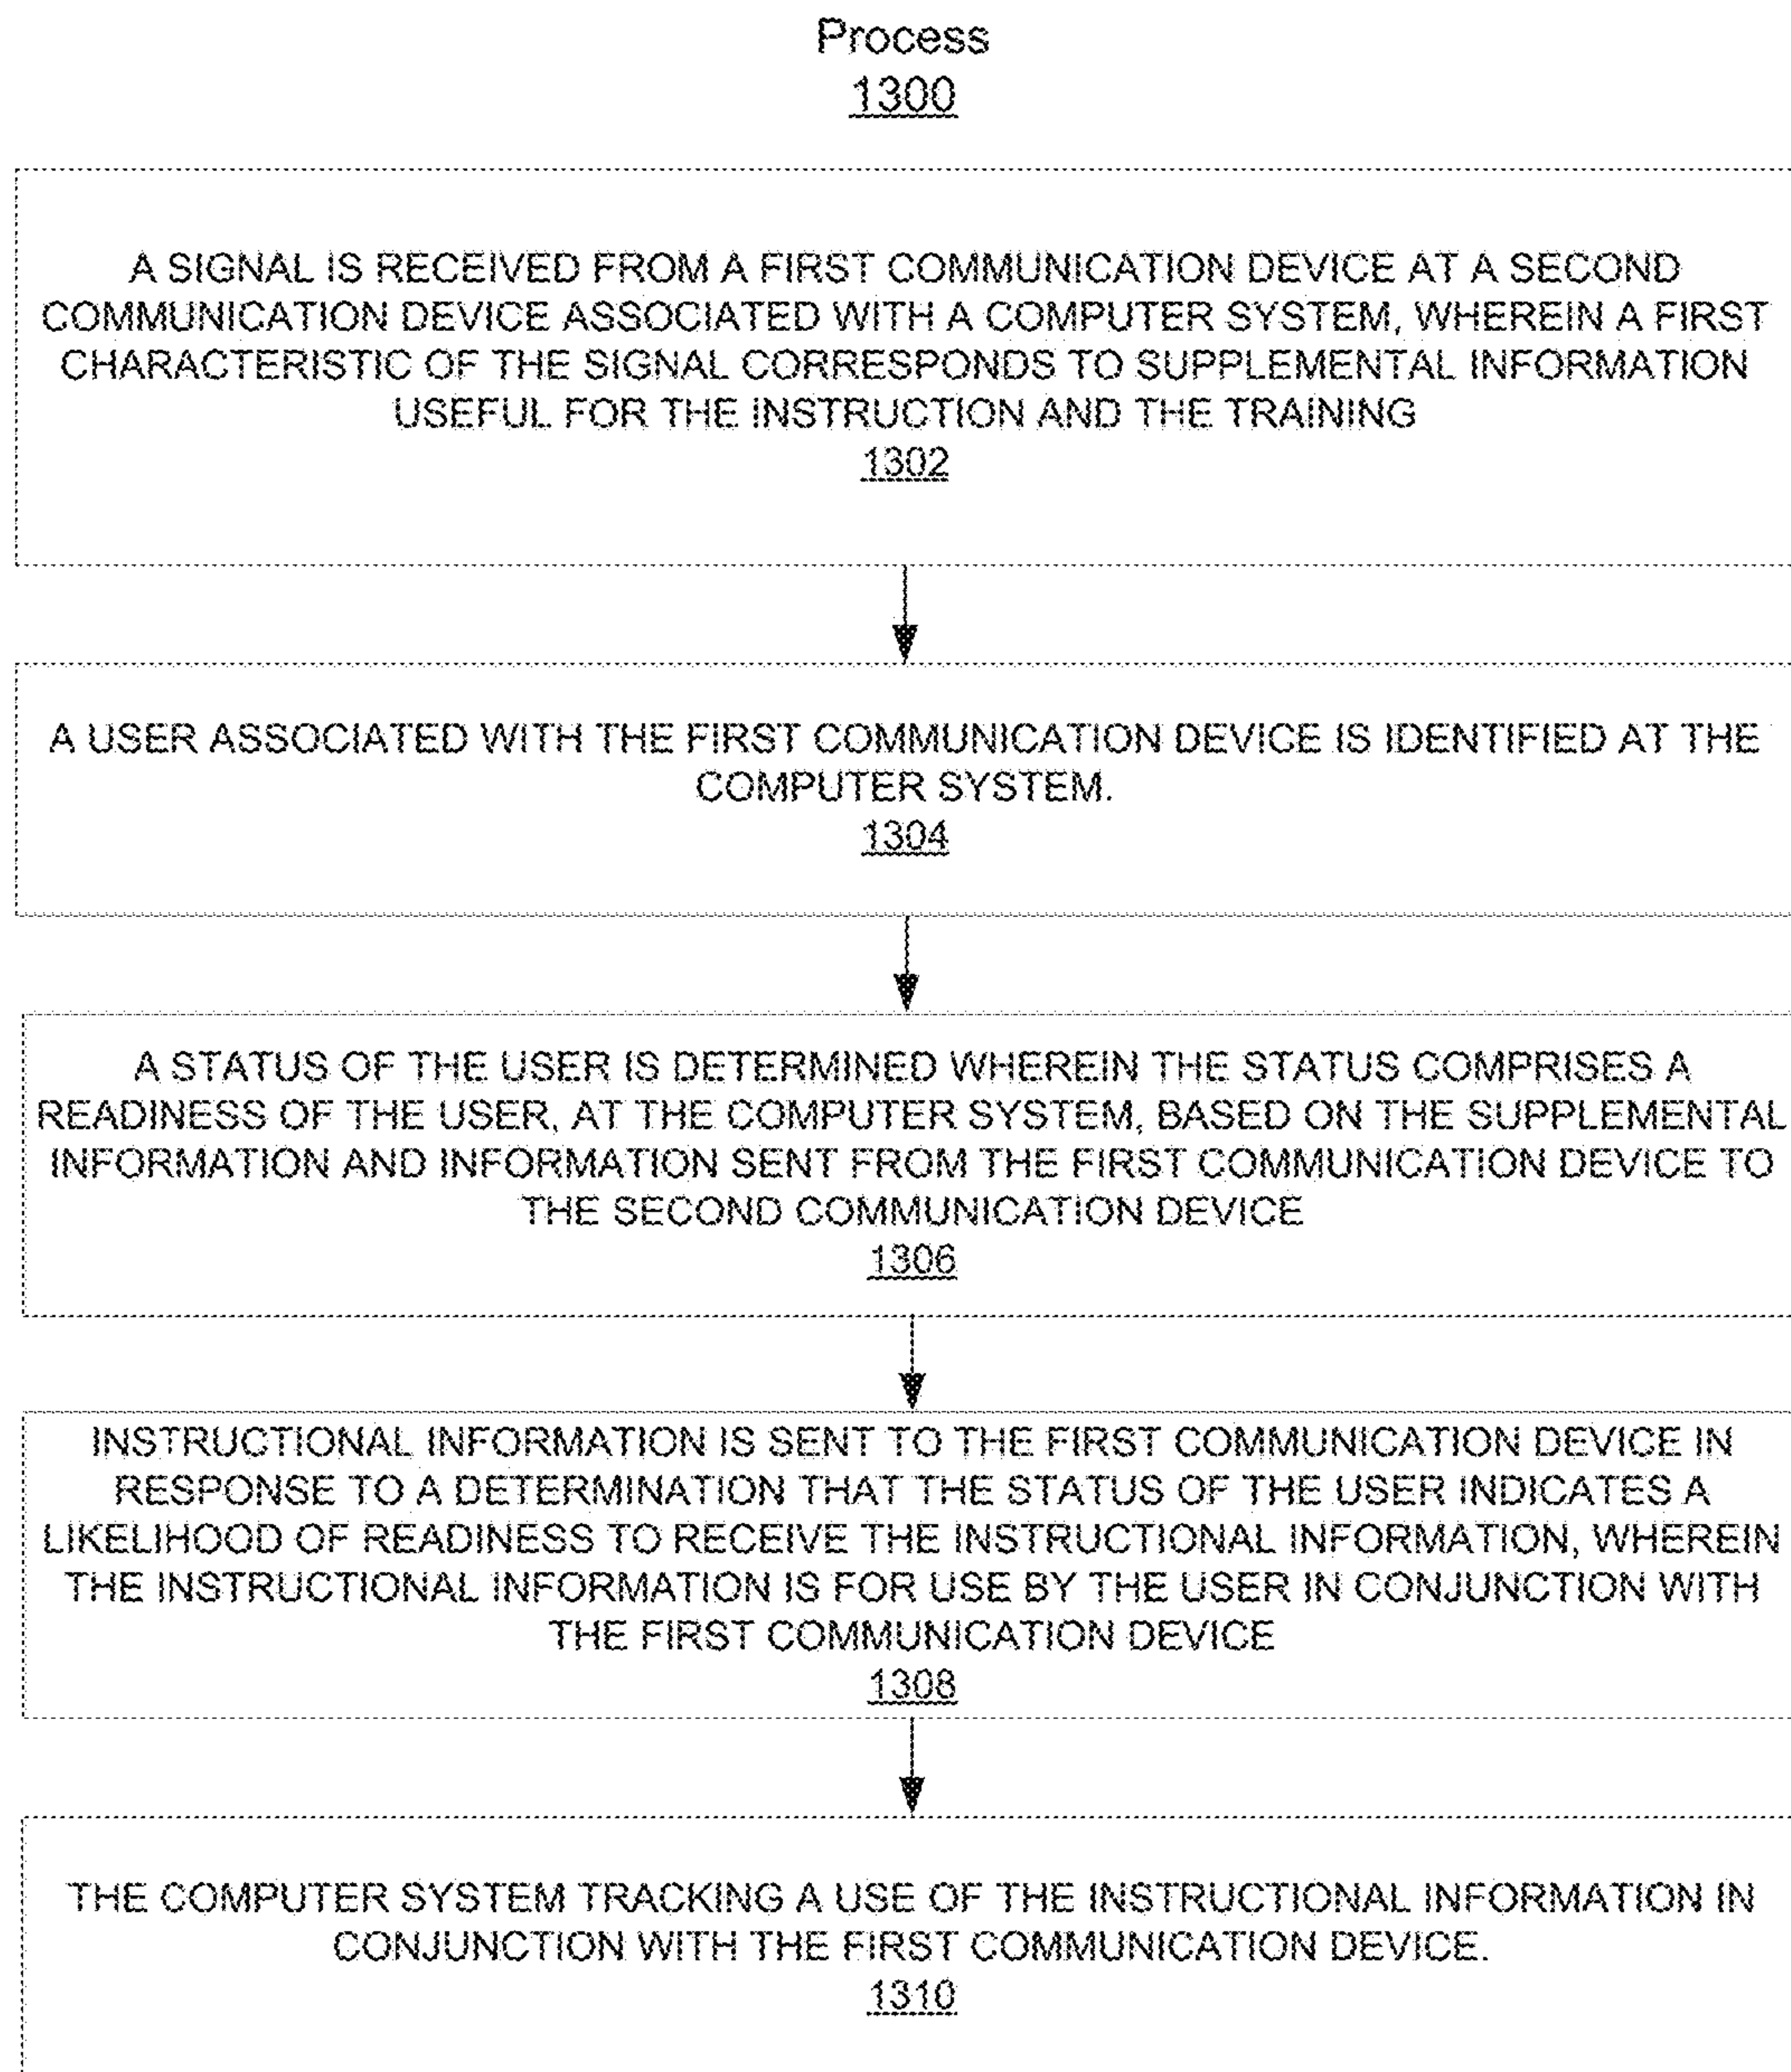 Process
1300
A SIGNAL IS RECEIVED FROM A FIRST COMMUNICATION DEVICE AT A SECOND
COMMUNICATION DEVICE ASSOCIATED WITH A COMPUTER SYSTEM, WHEREIN A FIRST
CHARACTERISTIC OF THE SIGNAL CORRESPONDS TO SUPPLEMENTAL INFORMATION
USEFUL FOR THE INSTRUCTION AND THE TRAINING
1302
A USER ASSOCIATED WITH THE FIRST COMMUNICATION DEVICE IS IDENTIFIED AT THE
COMPUTER SYSTEM.
1304
A STATUS OF THE USER IS DETERMINED WHEREIN THE STATUS COMPRISES A
READINESS OF THE USER, AT THE COMPUTER SYSTEM, BASED ON THE SUPPLEMENTAL
INFORMATION AND INFORMATION SENT FROM THE FIRST COMMUNICATION DEVICE TO
THE SECOND COMMUNICATION DEVICE
1306
INSTRUCTIONAL INFORMATION IS SENT TO THE FIRST COMMUNICATION DEVICE IN
RESPONSE TO A DETERMINATION THAT THE STATUS OF THE USER INDICATES A
LIKELIHOOD OF READINESS TO RECEIVE THE INSTRUCTIONAL INFORMATION, WHEREIN
THE INSTRUCTIONAL INFORMATION IS FOR USE BY THE USER IN CONJUNCTION WITH
THE FIRST COMMUNICATION DEVICE
1308
THE COMPUTER SYSTEM TRACKING A USE OF THE INSTRUCTIONAL INFORMATION IN
CONJUNCTION WITH THE FIRST COMMUNICATION DEVICE.
1310